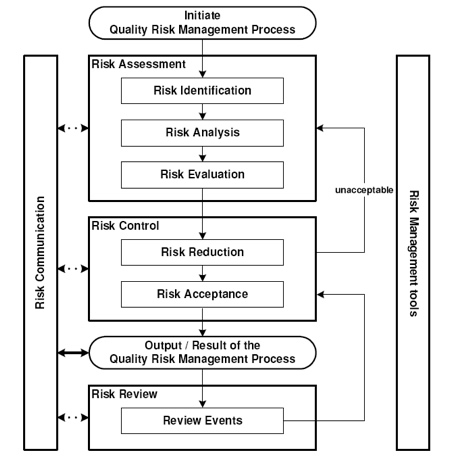 Initiate
Quality Risk Management Process
Risk Assessment
Risk Identification
Risk Analysis
Risk Evaluation
unacceptable
Risk Control
Risk Reduction
Risk Acceptance
Output / Result of the
Quality Risk Management Process
Risk Review
Review Events
Risk Communication
Risk Management tools